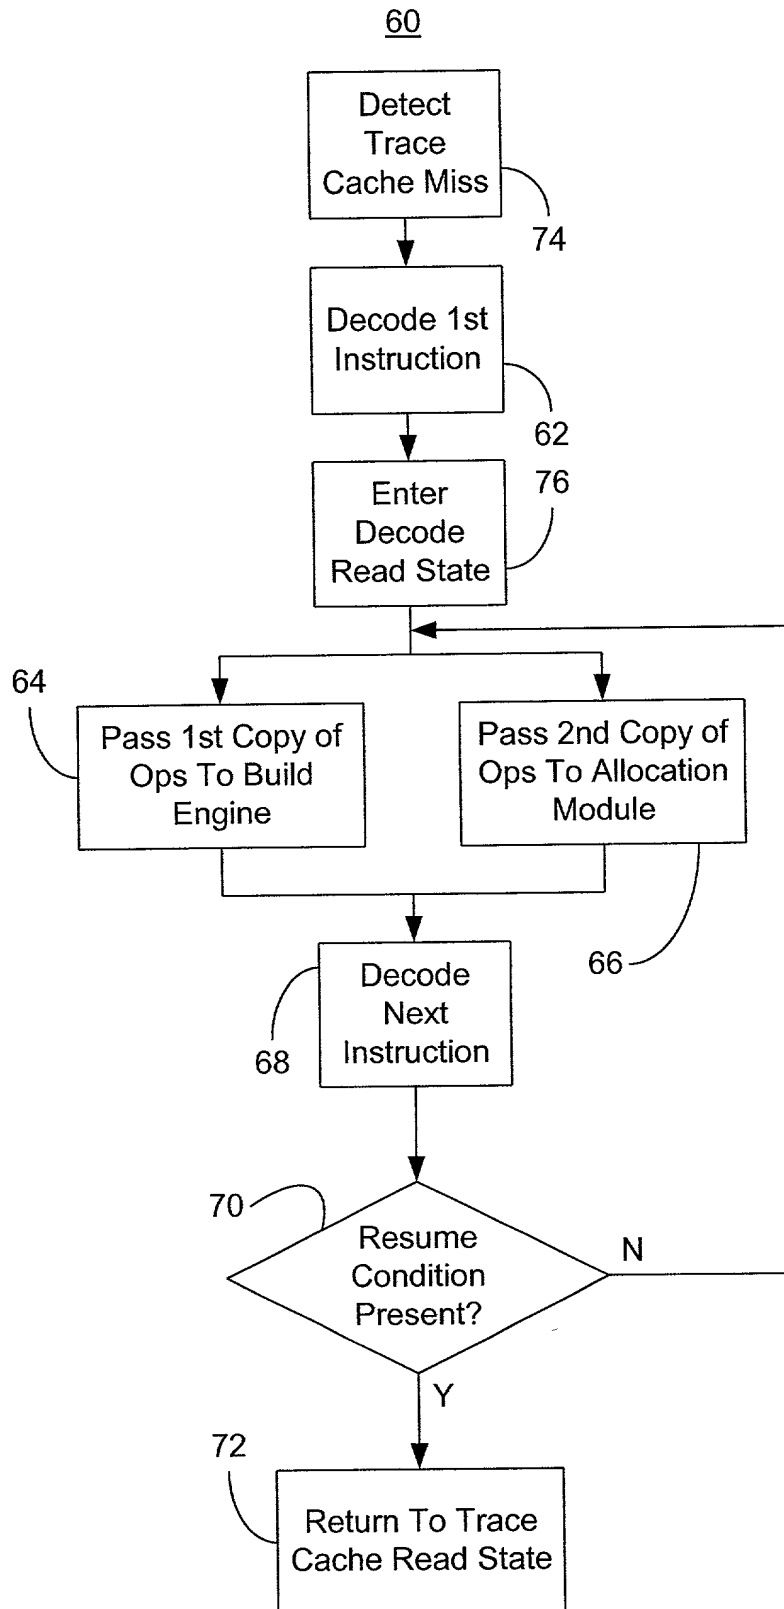 60
Detect
Trace
Cache Miss
74
Decode 1st
Instruction
62
76
Enter
Decode
Read State
64
Pass 1st Copy of
Ops To Build
Engine
Pass 2nd Copy of
Ops To Allocation
Module
66
Decode
Next
Instruction
68
70
Resume
Condition
Present?
N
Y
72
Return To Trace
Cache Read State